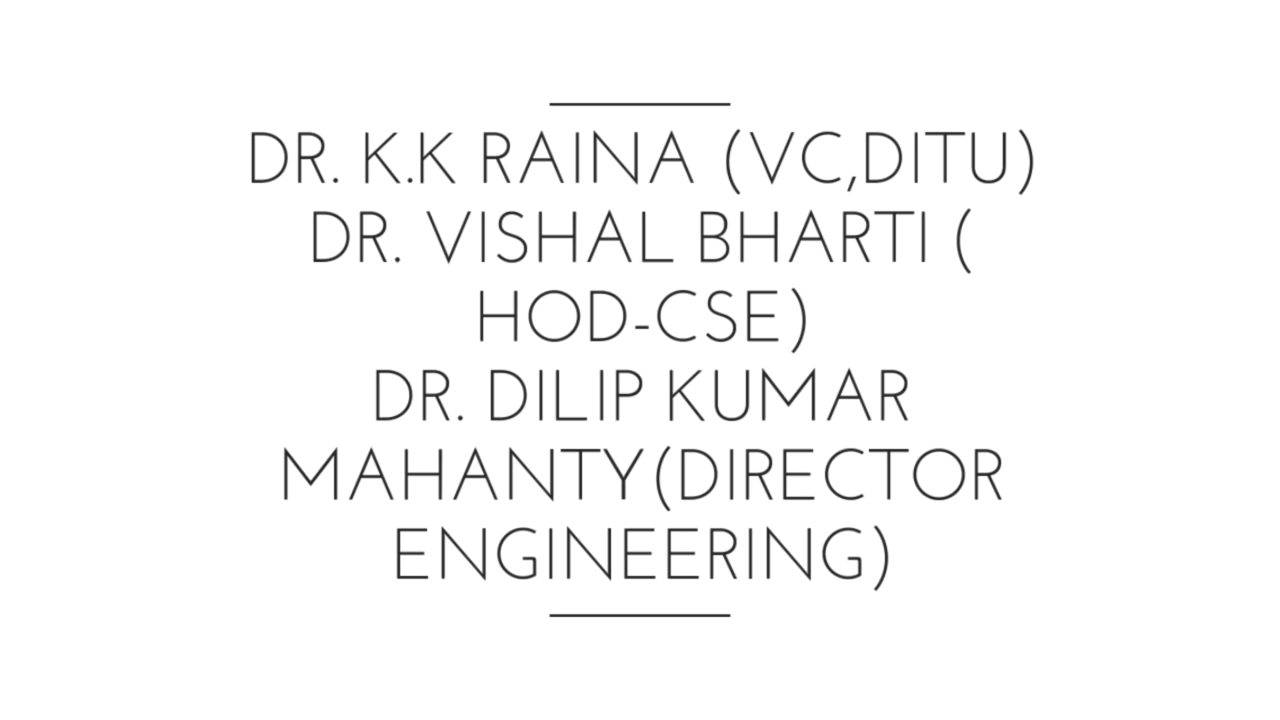 DR. K.K RAINA (VC,DITU)
DR. VISHAL BHARTI (
HOD-CSE)
DR. DILIP KUMAR
MAHANTY(DIRECTOR
ENGINEERING)